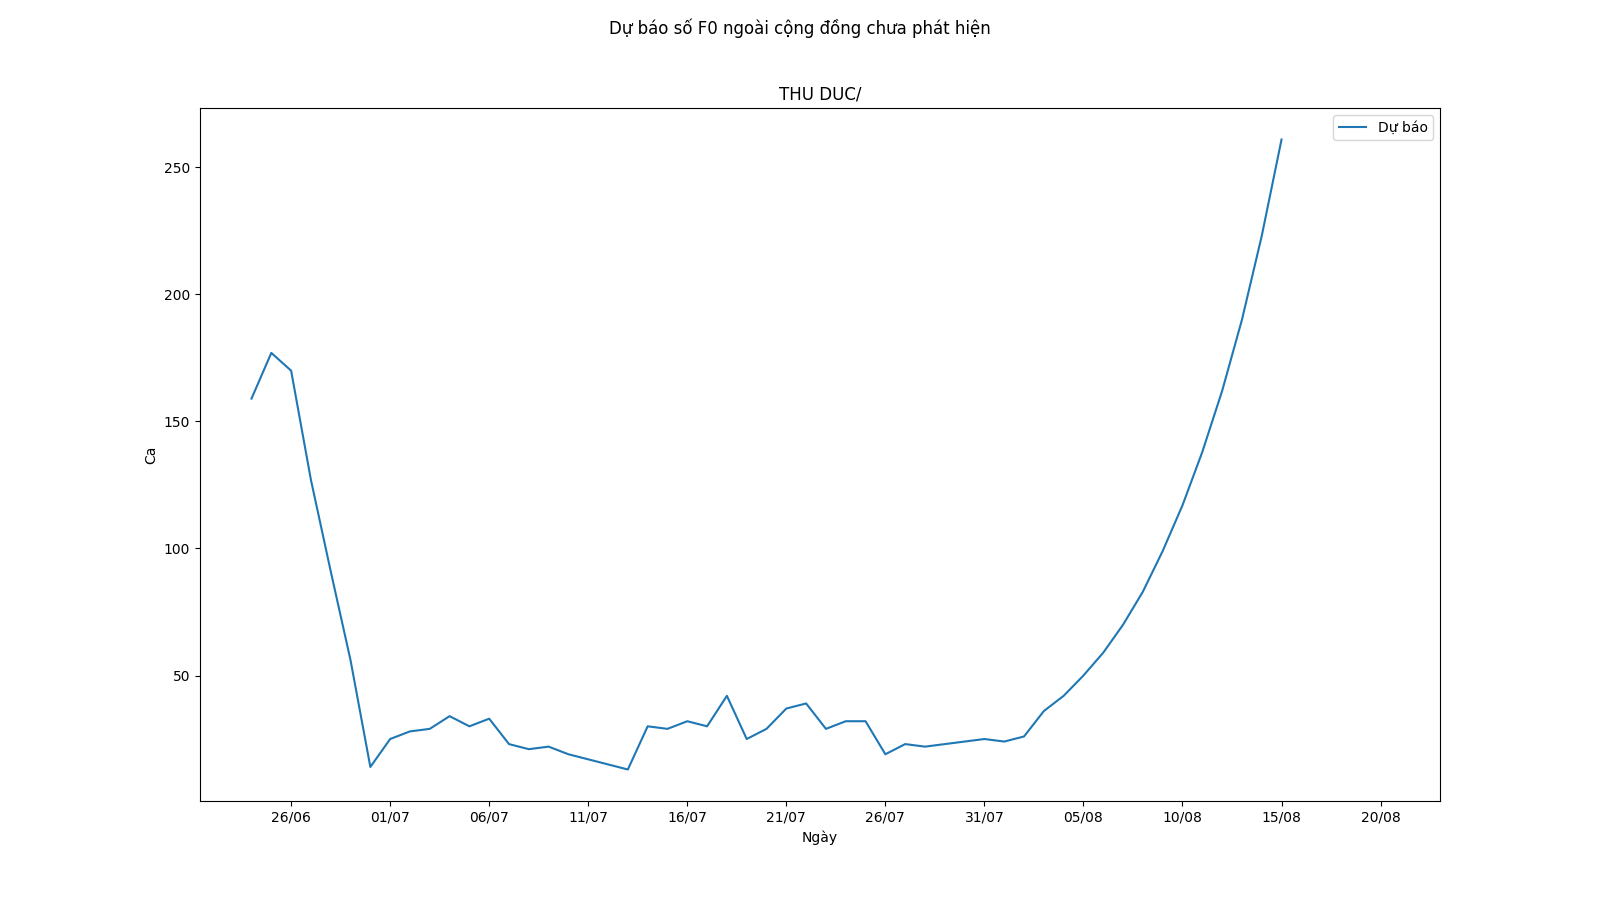 Dự báo số F0 ngoài cộng đồng chưa phát hiện
THU DUC/
Dự báo
250
200
150
100
50
Ca
26/06 01/07 06/07 11/07 16/07 21/07 26/07 31/07 05/08 10/08 15/08 20/08
Ngày